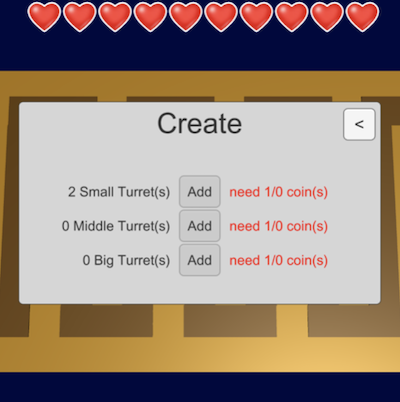 Create
<
2 Small Turret(s) Add need 1/0 coin(s)
0 Middle Turret(s) Add need 1/0 coin(s)
0 Big Turret(s) Add need 1/0 coin(s)